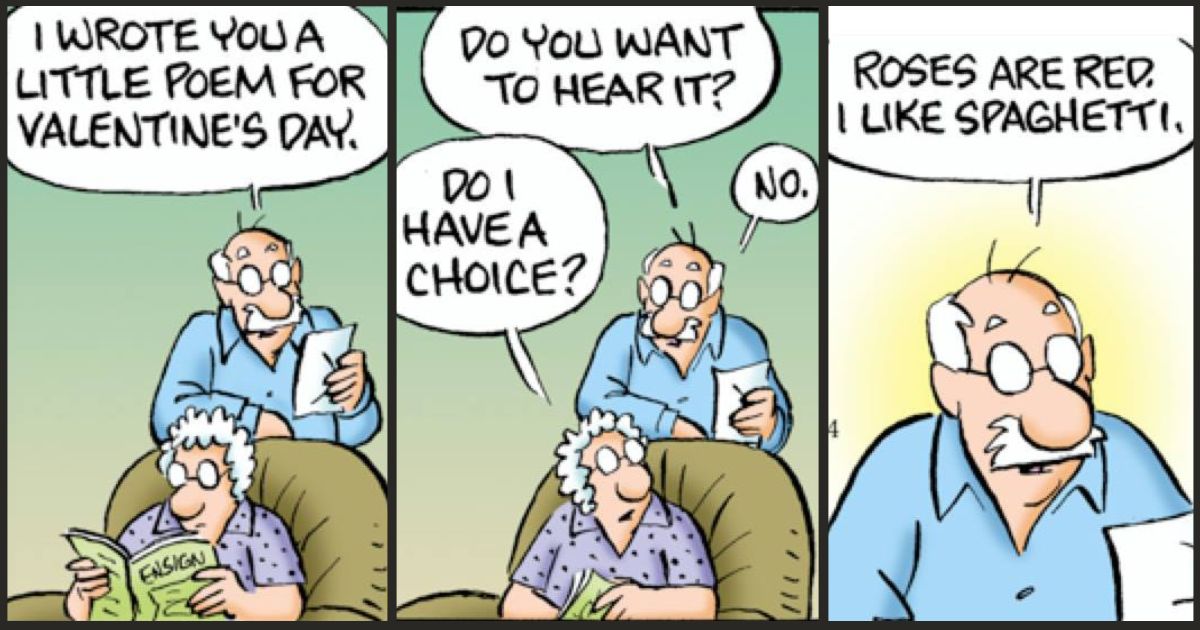 I WROTE YOU A
LITTLE POEM FOR
VALENTINE'S DAY.
ENSIGN
DO YOU WANT
TO HEAR IT?
DO I
HAVE A
CHOICE?
NO.
ROSES ARE RED.
I LIKE SPAGHETTI.
4